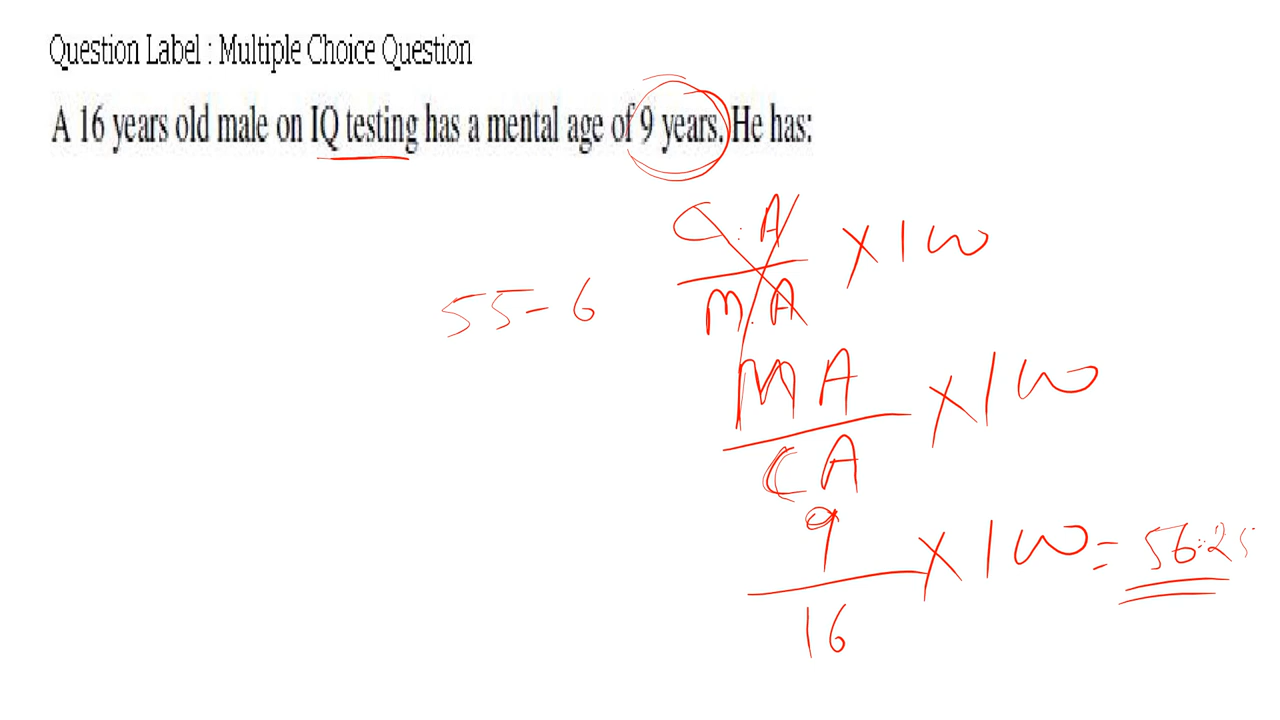 Question Label : Multiple Choice Question
A 16 years old male on IQ testing has a mental age of 9 years. He has:
C.A
M.A
X 100
55-6
MA
CA
X 100
9
16
X 100 = 56.25